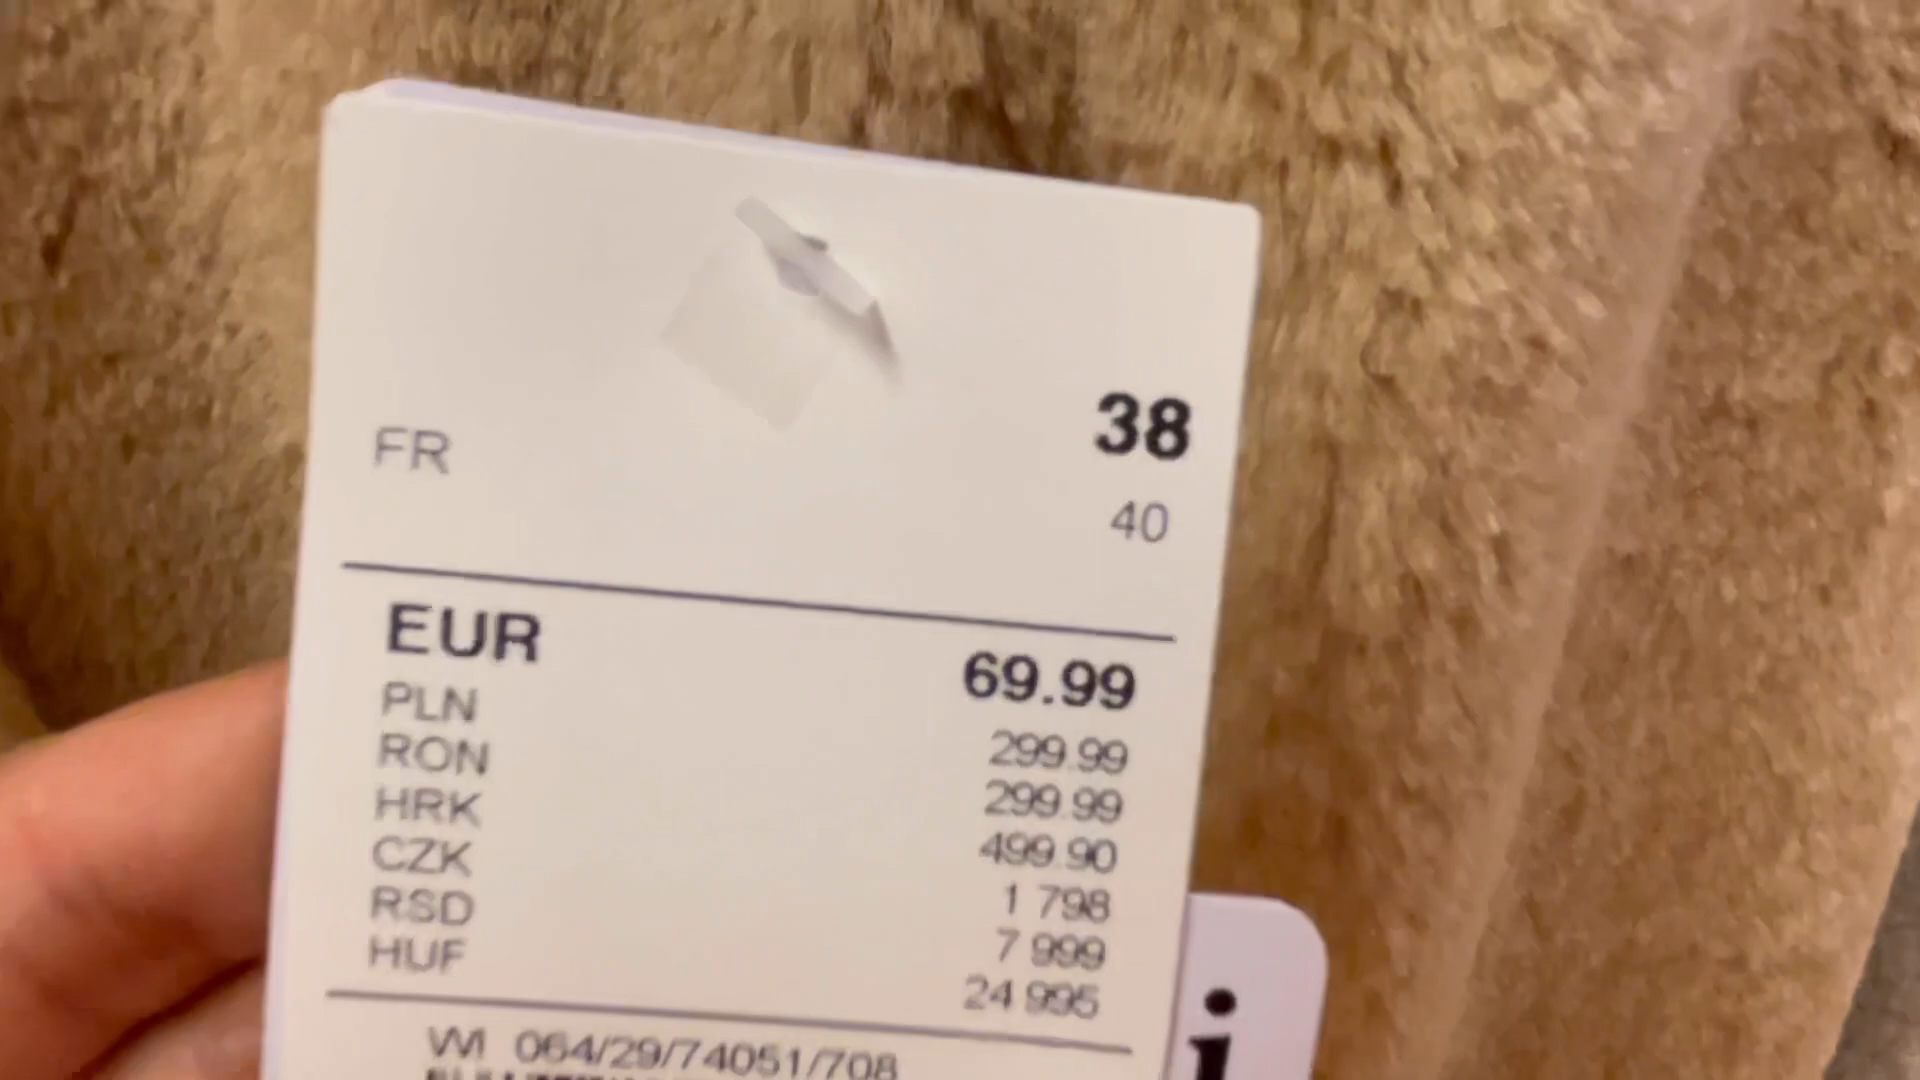 38
FR 40
EUR 69.99
PLN 299.99
RON 299.99
HRK 499.90
CZK 1 798
RSD 7 999
HUF 24 995
WI 064/29/74051/708
i